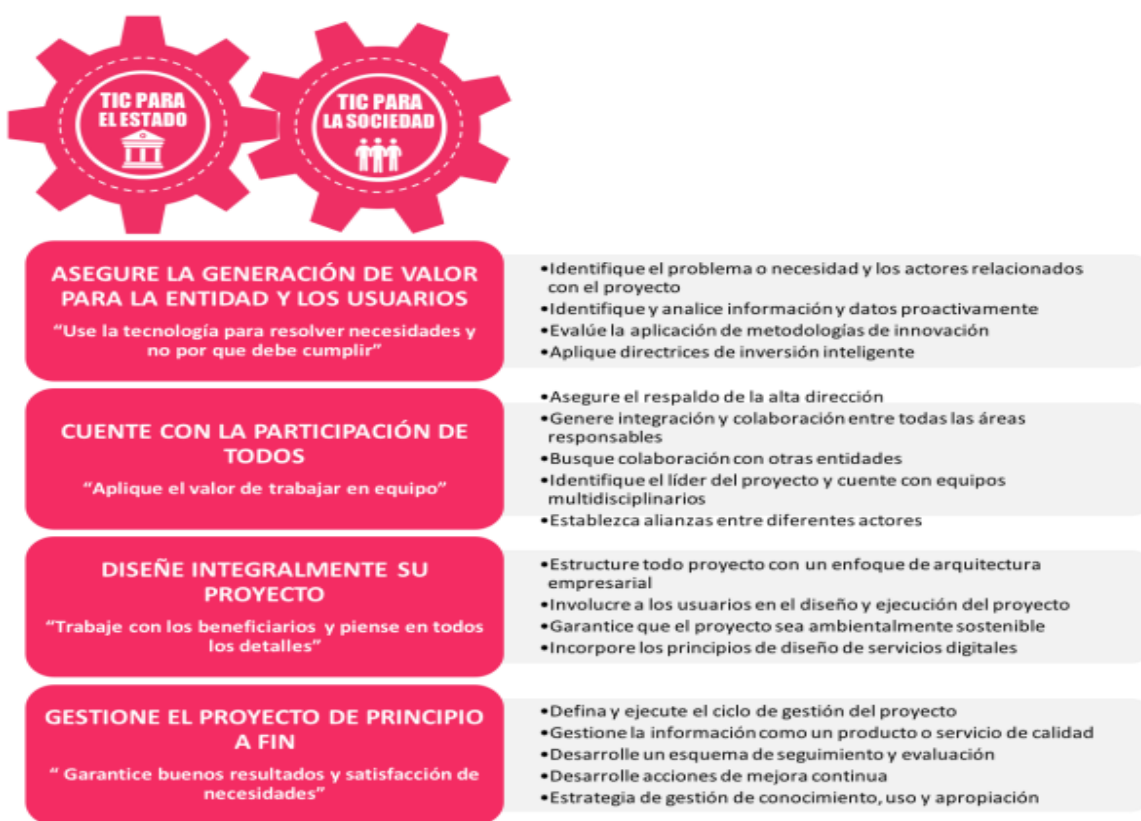 TIC PARA
EL ESTADO
TIC PARA
LA SOCIEDAD
ASEGURE LA GENERACIÓN DE VALOR
PARA LA ENTIDAD Y LOS USUARIOS
“Use la tecnología para resolver necesidades y
no por que debe cumplir”
•Identifique el problema o necesidad y los actores relacionados
con el proyecto
•Identifique y analice información y datos proactivamente
•Evalúe la aplicación de metodologías de innovación
•Aplique directrices de inversión inteligente
CUENTE CON LA PARTICIPACIÓN DE
TODOS
“Aplique el valor de trabajar en equipo”
•Asegure el respaldo de la alta dirección
•Genere integración y colaboración entre todas las áreas
responsables
•Busque colaboración con otras entidades
•Identifique el líder del proyecto y cuente con equipos
multidisciplinarios
•Establezca alianzas entre diferentes actores
DISEÑE INTEGRALMENTE SU
PROYECTO
“Trabaje con los beneficiarios y piense en todos
los detalles”
•Estructure todo proyecto con un enfoque de arquitectura
empresarial
•Involucre a los usuarios en el diseño y ejecución del proyecto
•Garantice que el proyecto sea ambientalmente sostenible
•Incorpore los principios de diseño de servicios digitales
GESTIONE EL PROYECTO DE PRINCIPIO
A FIN
“ Garantice buenos resultados y satisfacción de
necesidades”
•Defina y ejecute el ciclo de gestión del proyecto
•Gestione la información como un producto o servicio de calidad
•Desarrolle un esquema de seguimiento y evaluación
•Desarrolle acciones de mejora continua
•Estrategia de gestión de conocimiento, uso y apropiación